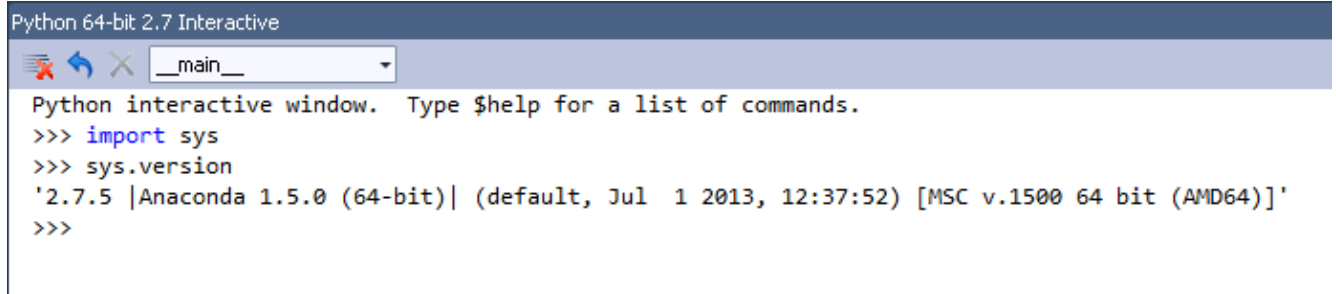 Python 64-bit 2.7 Interactive
__main__
Python interactive window.  Type $help for a list of commands.
>>> import sys
>>> sys.version
'2.7.5 |Anaconda 1.5.0 (64-bit)| (default, Jul  1 2013, 12:37:52) [MSC v.1500 64 bit (AMD64)]'
>>>